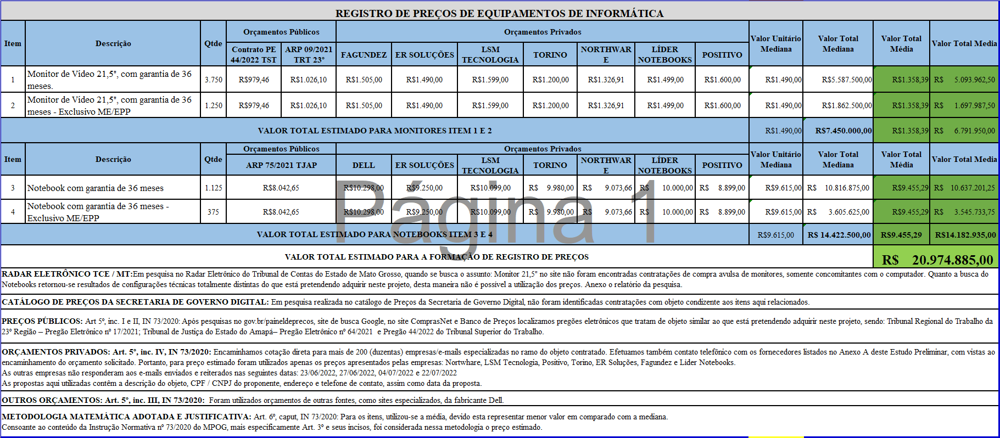 REGISTRO DE PREÇOS DE EQUIPAMENTOS DE INFORMÁTICA
Item Descrição Qtde Orçamentos Públicos Orçamentos Privados Valor Unitário Mediana Valor Total Mediana Valor Total Média Valor Total Media
Contrato PE 44/2022 TST ARP 09/2021 TRT 23º FAGUNDEZ ER SOLUÇÕES LSM TECNOLOGIA TORINO NORTHWARE LÍDER NOTEBOOKS POSITIVO
1 Monitor de Vídeo 21,5", com garantia de 36 meses. 3.750 R$979,46 R$1.026,10 R$1.505,00 R$1.490,00 R$1.599,00 R$1.200,00 R$1.326,91 R$1.499,00 R$1.600,00 R$1.490,00 R$5.587.500,00 R$1.358,39 R$ 5.093.962,50
2 Monitor de Vídeo 21,5", com garantia de 36 meses - Exclusivo ME/EPP 1.250 R$979,46 R$1.026,10 R$1.505,00 R$1.490,00 R$1.599,00 R$1.200,00 R$1.326,91 R$1.499,00 R$1.600,00 R$1.490,00 R$1.862.500,00 R$1.358,39 R$ 1.697.987,50
VALOR TOTAL ESTIMADO PARA MONITORES ITEM 1 E 2 R$1.490,00 R$7.450.000,00 R$1.358,39 R$ 6.791.950,00
Item Descrição Qtde Orçamentos Públicos Orçamentos Privados Valor Unitário Mediana Valor Total Mediana Valor Total Média Valor Total Media
ARP 75/2021 TJAP DELL ER SOLUÇÕES LSM TECNOLOGIA TORINO NORTHWARE LÍDER NOTEBOOKS POSITIVO
3 Notebook com garantia de 36 meses 1.125 R$8.042,65 R$10.298,00 R$9.250,00 R$10.099,00 R$ 9.980,00 R$ 9.073,66 R$ 10.000,00 R$ 8.899,00 R$9.615,00 R$ 10.816.875,00 R$9.455,29 R$ 10.637.201,25
4 Notebook com garantia de 36 meses - Exclusivo ME/EPP 375 R$8.042,65 R$10.298,00 R$9.250,00 R$10.099,00 R$ 9.980,00 R$ 9.073,66 R$ 10.000,00 R$ 8.899,00 R$9.615,00 R$ 3.605.625,00 R$9.455,29 R$ 3.545.733,75
Página 1
VALOR TOTAL ESTIMADO PARA NOTEBOOKS ITEM 3 E 4 R$9.615,00 R$ 14.422.500,00 R$9.455,29 R$14.182.935,00
VALOR TOTAL ESTIMADO PARA A FORMAÇÃO DE REGISTRO DE PREÇOS R$ 20.974.885,00
RADAR ELETRÔNICO TCE / MT:Em pesquisa no Radar Eletrônico do Tribunal de Contas do Estado de Mato Grosso, quando se busca o assunto: Monitor 21,5" no site não foram encontradas contratações de compra avulsa de monitores, somente concomitantes com o computador. Quanto a busca do
Notebooks retornou-se resultados de configurações técnicas totalmente distintas do que está pretendendo adquirir neste projeto, desta maneira não é possivel a utilização dos preços. Anexo o relatório da pesquisa.
CATÁLOGO DE PREÇOS DA SECRETARIA DE GOVERNO DIGITAL: Em pesquisa realizada no catálogo de Preços da Secretaria de Governo Digital, não foram identificadas contratações com objeto condizente aos itens aqui relacionados.
PREÇOS PÚBLICOS: Art 5º, inc. I e II, IN 73/2020: Após pesquisas no gov.br/paineldeprecos, site de busca Google, no site ComprasNet e Banco de Preços localizamos pregões eletrônicos que tratam de objeto similar ao que está pretendendo adquirir neste projeto, sendo: Tribunal Regional do Trabalho da
23º Região – Pregão Eletrônico nº 17/2021; Tribunal de Justiça do Estado do Amapá– Pregão Eletrônico nº 64/2021 e Pregão 44/2022 do Tribunal Superior do Trabalho.
ORÇAMENTOS PRIVADOS: Art. 5º, inc. IV, IN 73/2020: Encaminhamos cotação direta para mais de 200 (duzentas) empresas/e-mails especializadas no ramo do objeto contratado. Efetuamos também contato telefônico com os fornecedores listados no Anexo A deste Estudo Preliminar, com vistas ao
encaminhamento do orçamento solicitado. Portanto, para preço estimado foram utilizados apenas os preços apresentados pelas empresas: Nortwhare, LSM Tecnologia, Positivo, Torino, ER Soluções, Fagundez e Lider Notebooks.
As outras empresas não responderam aos e-mails enviados e reiterados nas seguintes datas: 23/06/2022, 27/06/2022, 04/07/2022 e 22/07/2022
As propostas aqui utilizadas contêm a descrição do objeto, CPF / CNPJ do proponente, endereço e telefone de contato, assim como data da proposta.
OUTROS ORÇAMENTOS: Art. 5º, inc. III, IN 73/2020: Foram utilizados orçamentos de outras fontes, como sites especializados, da fabricante Dell.
METODOLOGIA MATEMÁTICA ADOTADA E JUSTIFICATIVA: Art. 6º, caput, IN 73/2020: Para os itens, utilizou-se a média, devido esta representar menor valor em comparado com a mediana.
Consoante ao conteúdo da Instrução Normativa nº 73/2020 do MPOG, mais especificamente Art. 3º e seus incisos, foi considerada nessa metodologia o preço estimado.